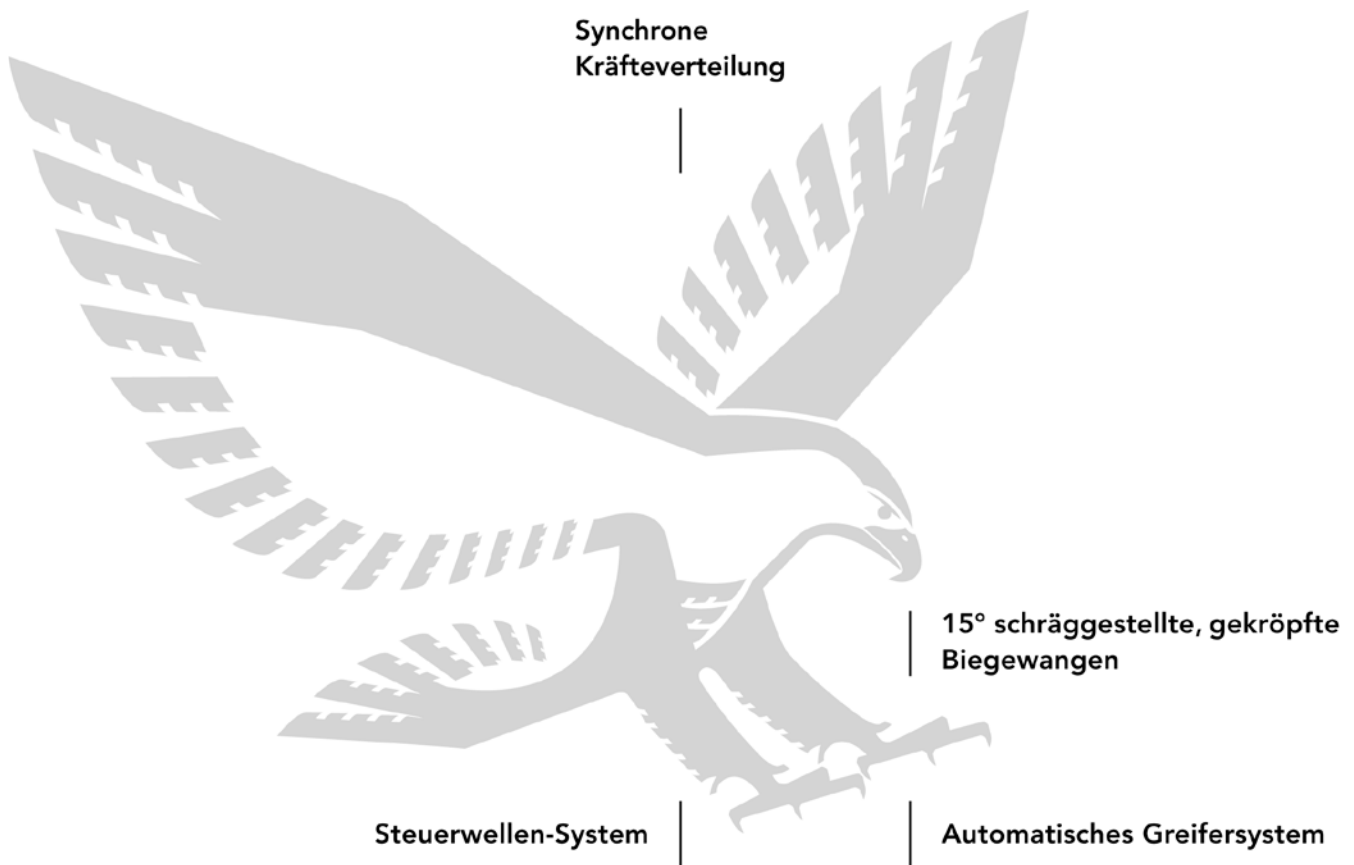 Synchrone
Kräfteverteilung
15° schräggestellte, gekröpfte
Biegewangen
Steuerwellen-System
Automatisches Greifersystem